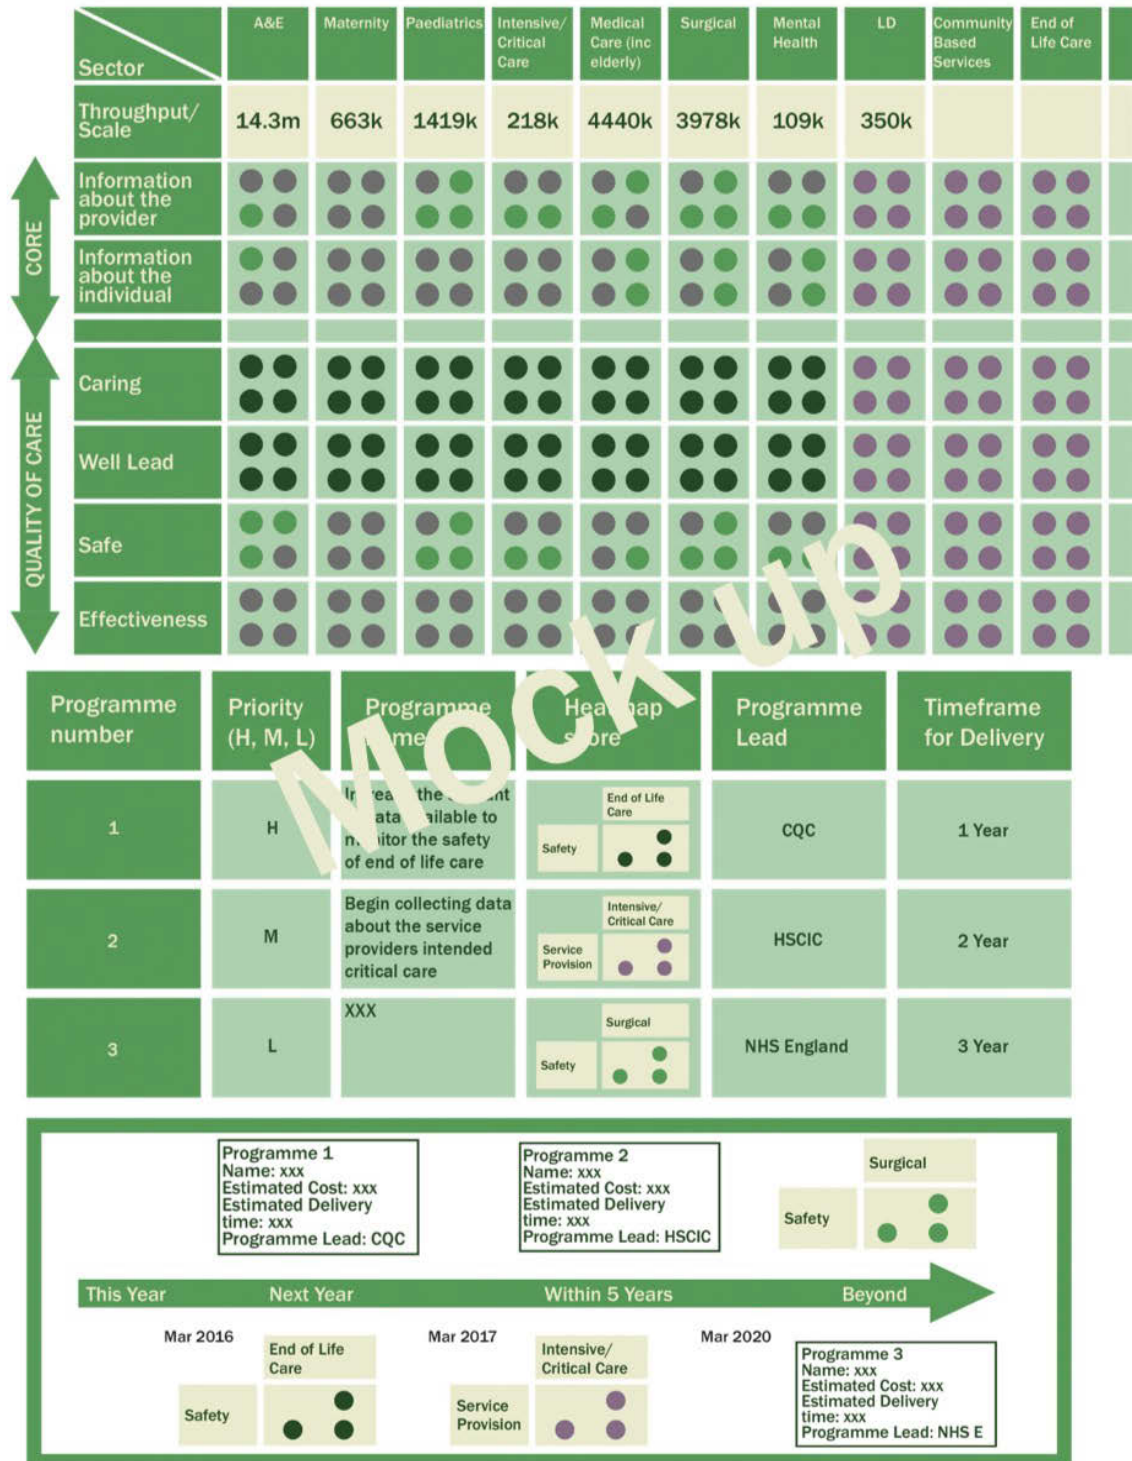 A&E
Maternity
Paediatrics
Intensive/
Critical
Care
Medical
Care (inc
elderly)
Surgical
Mental
Health
LD
Community
Based
Services
End of
Life Care
Sector
Throughput/
Scale
14.3m
663k
1419k
218k
4440k
3978k
109k
350k
CORE
Information
about the
provider
Information
about the
individual
QUALITY OF CARE
Caring
Well Lead
Safe
Effectiveness
Mock up
Programme
number
Priority
(H, M, L)
Programme
score
Programme
Lead
Timeframe
for Delivery
1
H
the
to
the safety
of end of life care
End of Life
Care
Safety
CQC
1 Year
2
M
Begin collecting data
about the service
providers intended
critical care
Intensive/
Critical Care
Service
Provision
HSCIC
2 Year
3
L
XXX
Surgical
Safety
NHS England
3 Year
Programme 1
Name: xxx
Estimated Cost: xxx
Estimated Delivery
time: xxx
Programme Lead: CQC
Programme 2
Name: xxx
Estimated Cost: xxx
Estimated Delivery
time: xxx
Programme Lead: HSCIC
Surgical
Safety
This Year
Next Year
Within 5 Years
Beyond
Mar 2016
Mar 2017
Mar 2020
End of Life
Care
Safety
Intensive/
Critical Care
Service
Provision
Programme 3
Name: xxx
Estimated Cost: xxx
Estimated Delivery
time: xxx
Programme Lead: NHS E